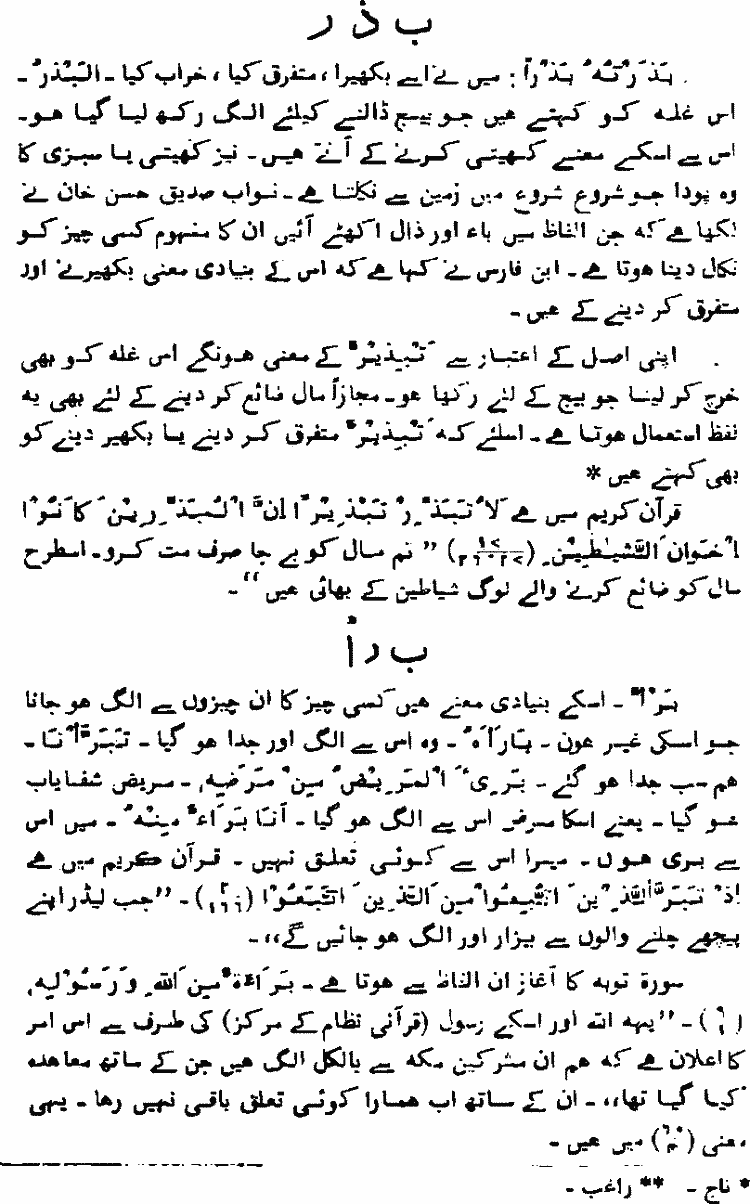 ب ذ ر
بَذَرْتُهُ بَذْراً : میں نے اسے بکھیرا ، متفرق کیا ، خراب کیا ۔ اَلْبَذْرُ ۔
اس غلہ کو کہتے ہیں جو بیج ڈالنے کیلئے الگ رکھ لیا گیا ہو۔
اس سے اسکے معنے کھیتی کرنے کے آتے ہیں ۔ نیز کھیتی یا سبزی کا
وہ پودا جو شروع شروع میں زمین سے نکلتا ہے ۔ نواب صدیق حسن خان نے
لکھا ہے کہ جن الفاظ میں باء اور ذال اکھٹے آئیں ان کا مفہوم کسی چیز کو
نکال دینا ہوتا ہے ۔ ابن فارس نے کہا ہے کہ اس کے بنیادی معنی بکھیرنے اور
متفرق کر دینے کے ہیں ۔
اپنی اصل کے اعتبار سے تَبْذِیْرٌ کے معنی ہونگے اس غلہ کو بھی
خرچ کر لینا جو بیج کے لئے رکھا ہو ۔ مجازاً مال ضائع کر دینے کے لئے بھی یہ
لفظ استعمال ہوتا ہے ۔ اسلئے کہ تَبْذِیْرٌ متفرق کر دینے یا بکھیر دینے کو
بھی کہتے ہیں *
قرآن کریم میں ہے لَا تُبَذِّرْ تَبْذِیْراً اِنَّ الْمُبَذِّرِیْنَ کَانُوْا
اِخْوَانَ الشَّیٰطِیْنِ (۱۷/۲۶-۲۷) ” تم مال کو بے جا صرف مت کرو۔ اسطرح
مال کو ضائع کرنے والے لوگ شیاطین کے بھائی ہیں “ ۔
ب ر أ
بَرْأٌ ۔ اسکے بنیادی معنے ہیں کسی چیز کا ان چیزوں سے الگ ہو جانا
جو اسکی غیر ہوں ۔ بَارَأَهُ ۔ وہ اس سے الگ اور جدا ہو گیا ۔ تَبَرَّأْنَا ۔
ہم سب جدا ہو گئے ۔ بَرِیءَ الْمَرِیْضُ مِنْ مَرَضِهِ ۔ مریض شفایاب
ہو گیا ۔ یعنے اسکا مرض اس سے الگ ہو گیا ۔ أَنَا بَرَاءٌ مِنْهُ ۔ میں اس
سے بری ہوں ۔ میرا اس سے کوئی تعلق نہیں ۔ قرآن کریم میں ہے
اِذْ تَبَرَّأَ الَّذِیْنَ اتُّبِعُوْا مِنَ الَّذِیْنَ اتَّبَعُوْا (۲/۱۶۶) ۔ ”جب لیڈر اپنے
پیچھے چلنے والوں سے بیزار اور الگ ہو جائیں گے،، ۔
سورۃ توبہ کا آغاز ان الفاظ سے ہوتا ہے ۔ بَرَاءَةٌ مِنَ اللّٰهِ وَ رَسُوْلِهِ
(۹/۱) ۔ ”یہہ اللہ اور اسکے رسول (قرآنی نظام کے مرکز) کی طرف سے اس امر
کا اعلان ہے کہ ہم ان مشرکین مکہ سے بالکل الگ ہیں جن کے ساتھ معاہدہ
کیا گیا تھا،، ۔ ان کے ساتھ اب ہمارا کوئی تعلق باقی نہیں رہا ۔ یہی
معنی میں ہیں ۔
* تاج ۔ ** راغب ۔